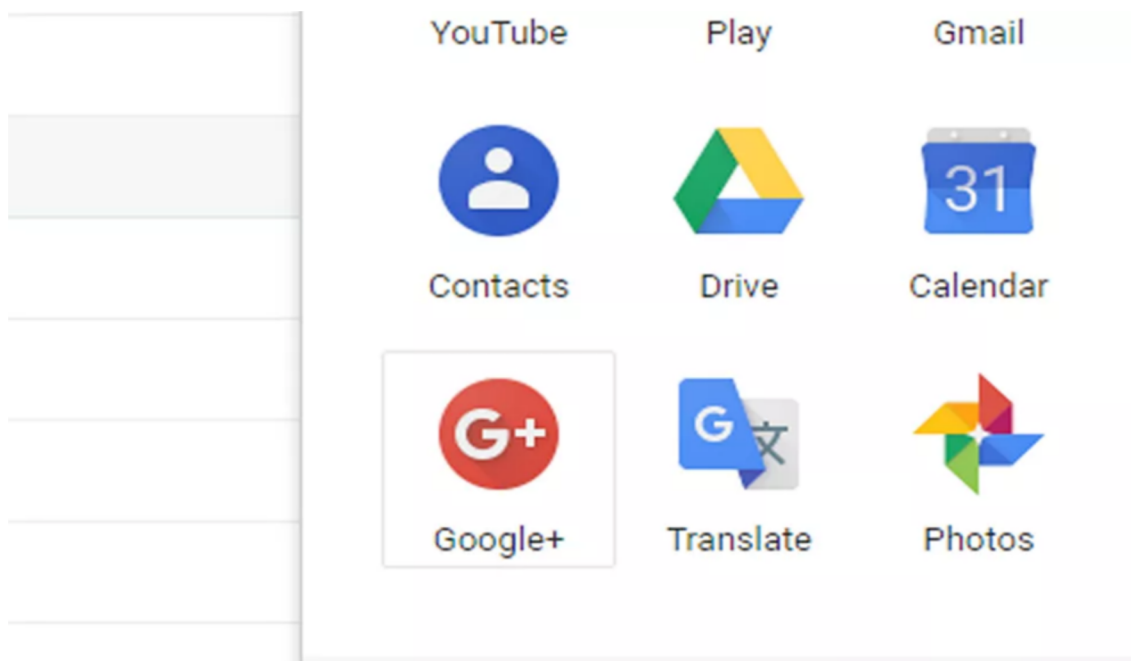 YouTube Play Gmail
31
Contacts Drive Calendar
G+ G 文
Google+ Translate Photos